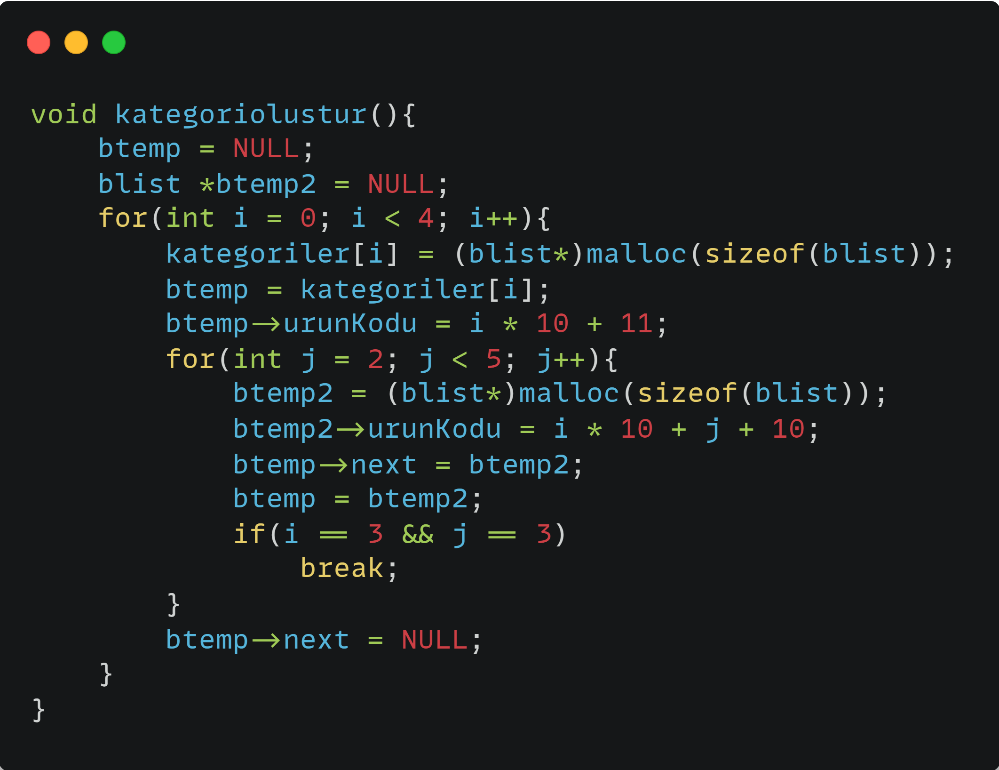 void kategoriolustur(){
    btemp = NULL;
    blist *btemp2 = NULL;
    for(int i = 0; i < 4; i++){
        kategoriler[i] = (blist*)malloc(sizeof(blist));
        btemp = kategoriler[i];
        btemp->urunKodu = i * 10 + 11;
        for(int j = 2; j < 5; j++){
            btemp2 = (blist*)malloc(sizeof(blist));
            btemp2->urunKodu = i * 10 + j + 10;
            btemp->next = btemp2;
            btemp = btemp2;
            if(i == 3 && j == 3)
                break;
        }
        btemp->next = NULL;
    }
}